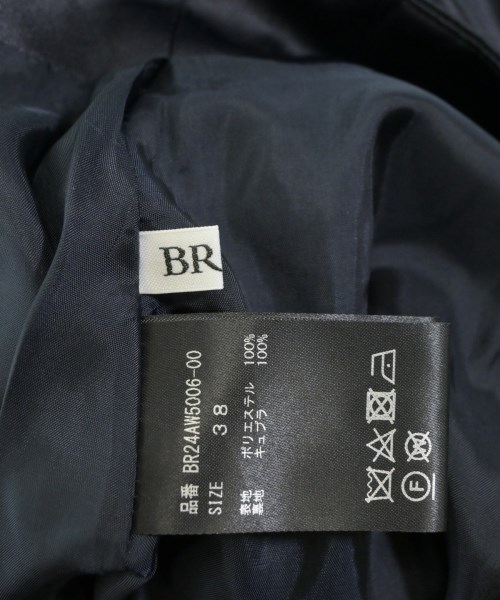 BR
品番 BR24AW5006-00
SIZE 38
表地 ポリエステル 100%
裏地 キュプラ 100%
F